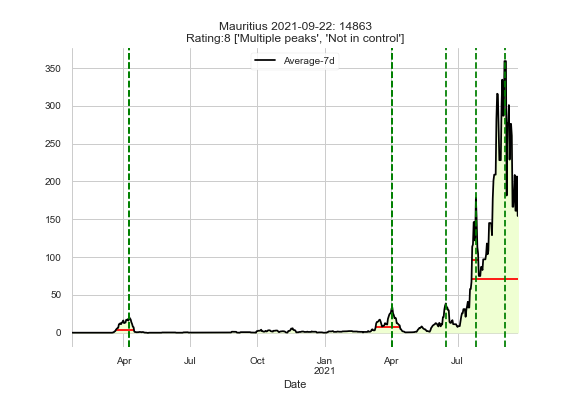 Mauritius 2021-09-22: 14863
Rating:8 ['Multiple peaks', 'Not in control']
Average-7d
350
300
250
200
150
100
50
0
Apr Jul Oct Jan Apr Jul
2021
Date